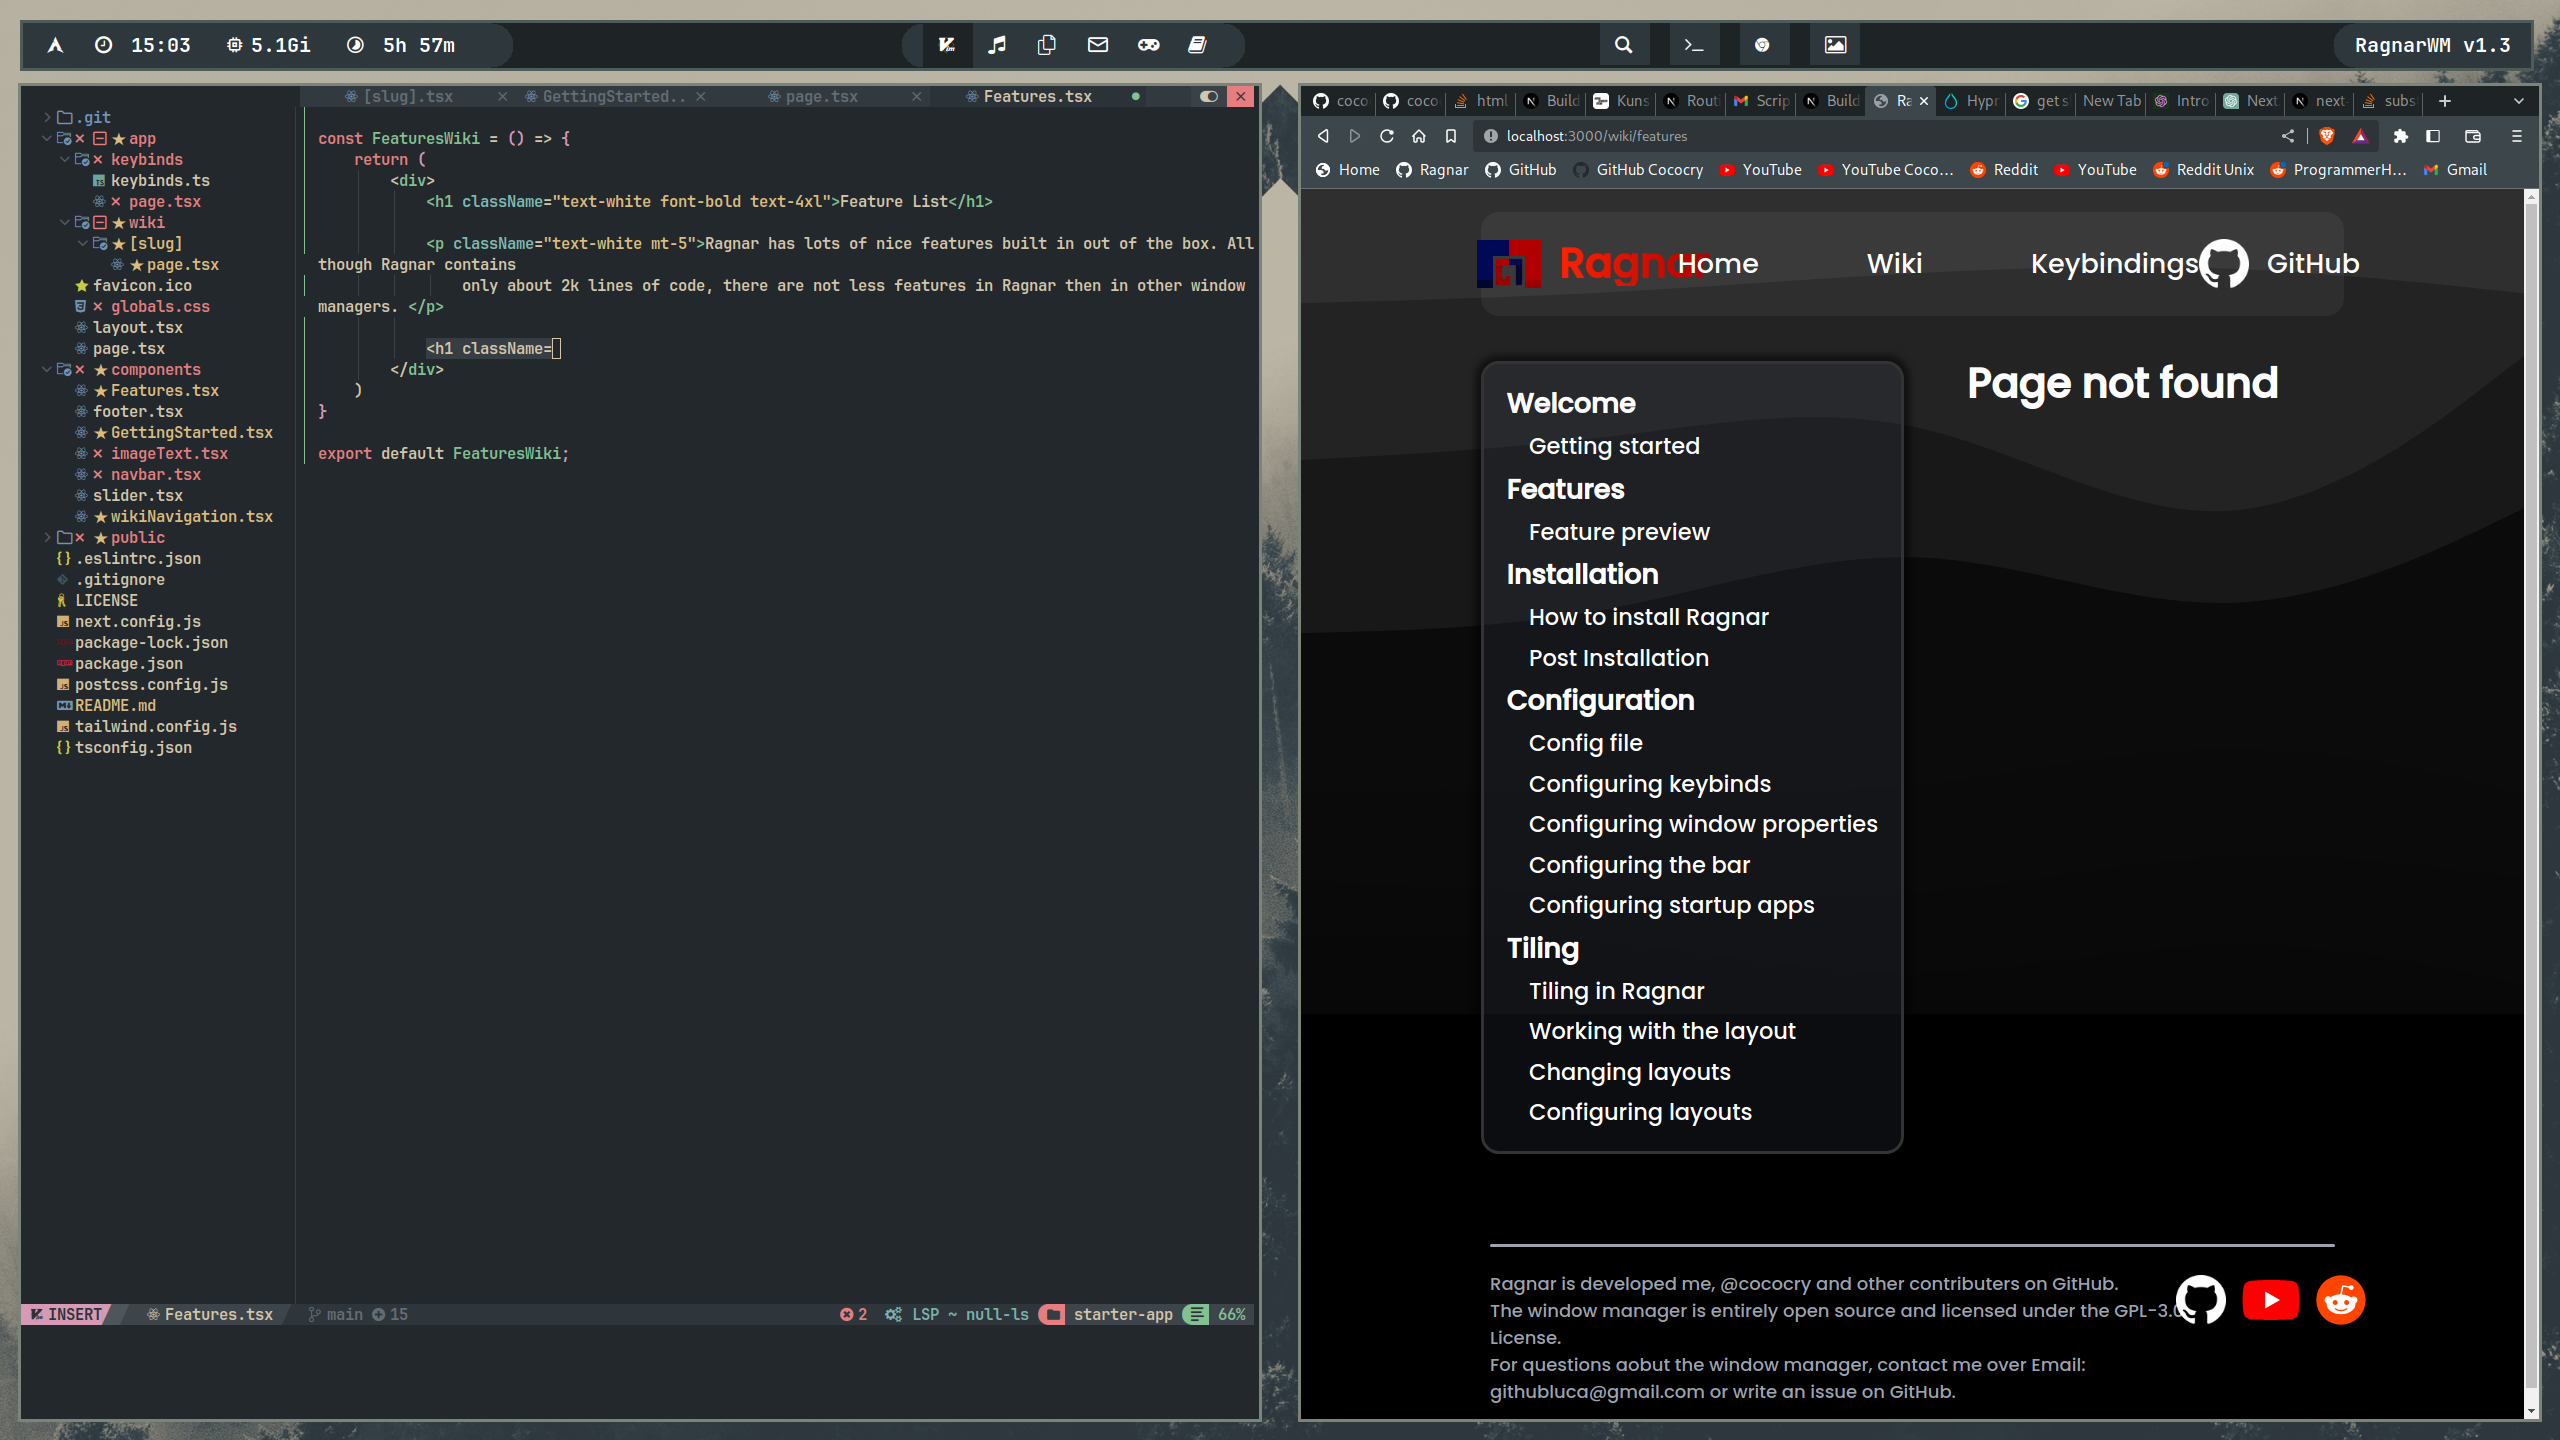 15:03 5.1Gi 5h 57m
RagnarWM v1.3
[slug].tsx GettingStarted.. page.tsx Features.tsx
.git
app
keybinds
keybinds.ts
page.tsx
wiki
[slug]
page.tsx
favicon.ico
globals.css
layout.tsx
page.tsx
components
Features.tsx
footer.tsx
GettingStarted.tsx
imageText.tsx
navbar.tsx
slider.tsx
wikiNavigation.tsx
public
.eslintrc.json
.gitignore
LICENSE
next.config.js
package-lock.json
package.json
postcss.config.js
README.md
tailwind.config.js
tsconfig.json
const FeaturesWiki = () => {
return (
<div>
<h1 className="text-white font-bold text-4xl">Feature List</h1>
<p className="text-white mt-5">Ragnar has lots of nice features built in out of the box. All
though Ragnar contains
only about 2k lines of code, there are not less features in Ragnar then in other window
managers. </p>
<h1 className=
</div>
)
}
export default FeaturesWiki;
INSERT Features.tsx main 15 2 LSP ~ null-ls starter-app 66%
coco coco html Build Kuns Rout Scrip Build Ra Hypr get s New Tab Intro Next next- subs
localhost:3000/wiki/features
Home Ragnar GitHub GitHub Cococry YouTube YouTube Coco... Reddit YouTube Reddit Unix ProgrammerH... Gmail
Ragnar Home Wiki Keybindings GitHub
Page not found
Welcome
Getting started
Features
Feature preview
Installation
How to install Ragnar
Post Installation
Configuration
Config file
Configuring keybinds
Configuring window properties
Configuring the bar
Configuring startup apps
Tiling
Tiling in Ragnar
Working with the layout
Changing layouts
Configuring layouts
Ragnar is developed me, @cococry and other contributers on GitHub.
The window manager is entirely open source and licensed under the GPL-3.0
License.
For questions aobut the window manager, contact me over Email:
githubluca@gmail.com or write an issue on GitHub.